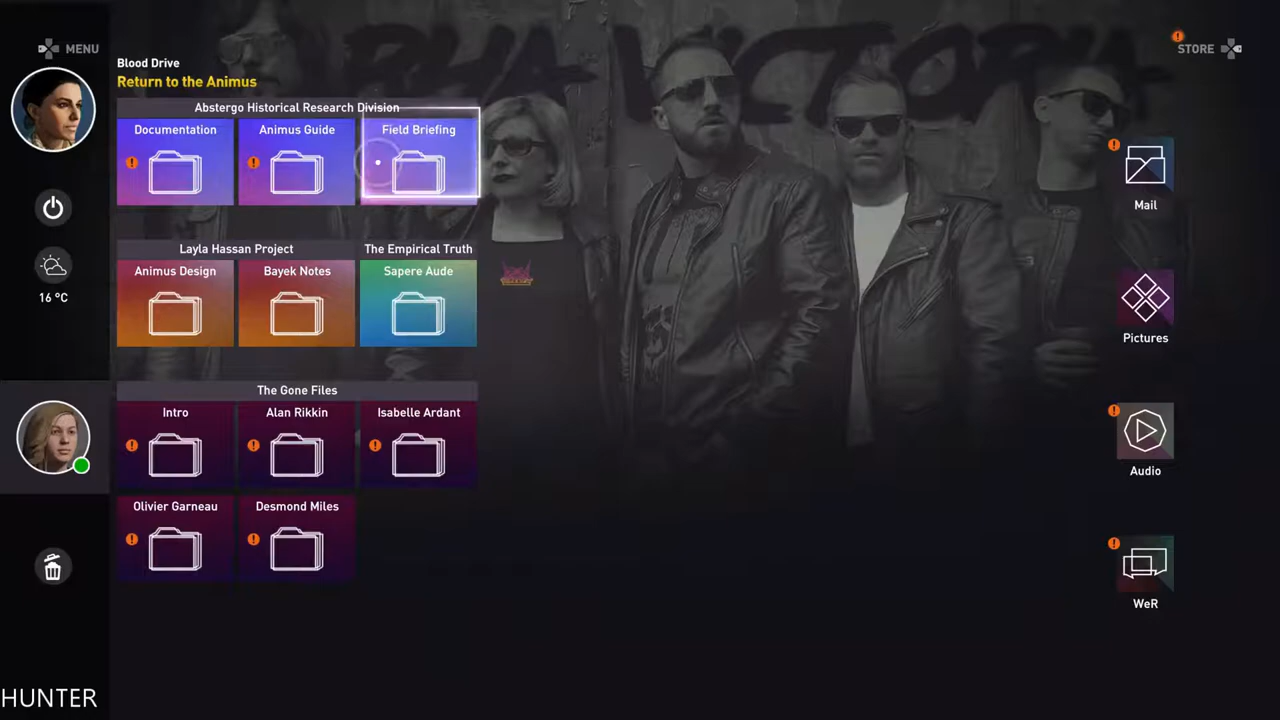 MENU
STORE
Blood Drive
Return to the Animus
Abstergo Historical Research Division
Documentation
Animus Guide
Field Briefing
Layla Hassan Project
The Empirical Truth
Animus Design
Bayek Notes
Sapere Aude
16 °C
The Gone Files
Intro
Alan Rikkin
Isabelle Ardant
Olivier Garneau
Desmond Miles
Mail
Pictures
Audio
WeR
HUNTER